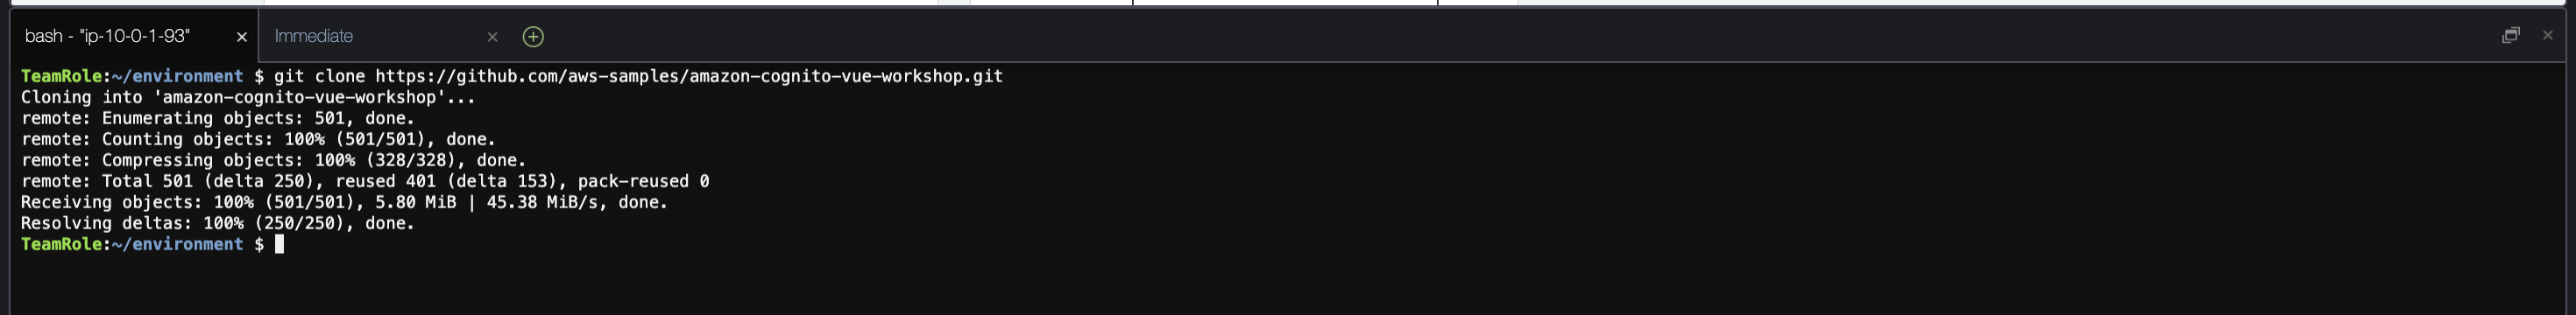 bash - "ip-10-0-1-93" × Immediate ×
TeamRole:~/environment $ git clone https://github.com/aws-samples/amazon-cognito-vue-workshop.git
Cloning into 'amazon-cognito-vue-workshop'...
remote: Enumerating objects: 501, done.
remote: Counting objects: 100% (501/501), done.
remote: Compressing objects: 100% (328/328), done.
remote: Total 501 (delta 250), reused 401 (delta 153), pack-reused 0
Receiving objects: 100% (501/501), 5.80 MiB | 45.38 MiB/s, done.
Resolving deltas: 100% (250/250), done.
TeamRole:~/environment $